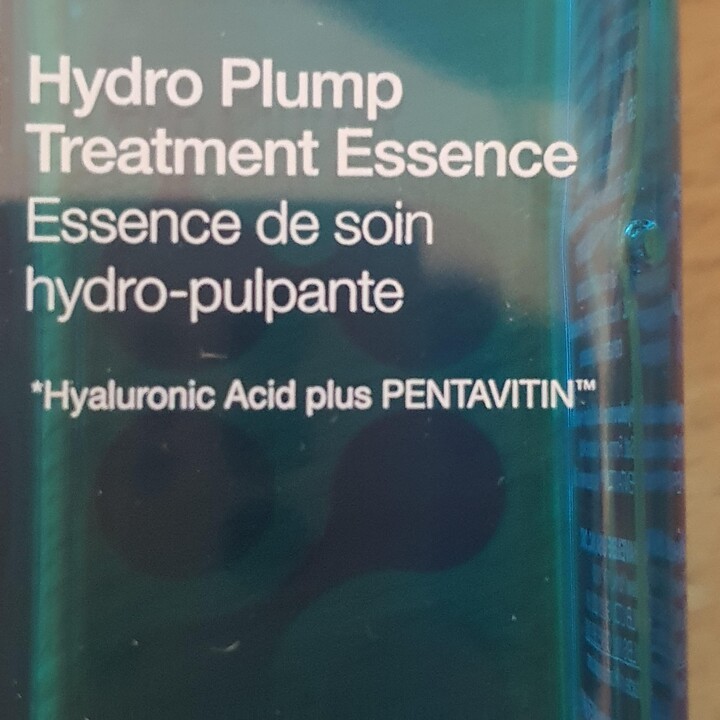 Hydro Plump
Treatment Essence
Essence de soin
hydro-pulpante
*Hyaluronic Acid plus PENTAVITIN™